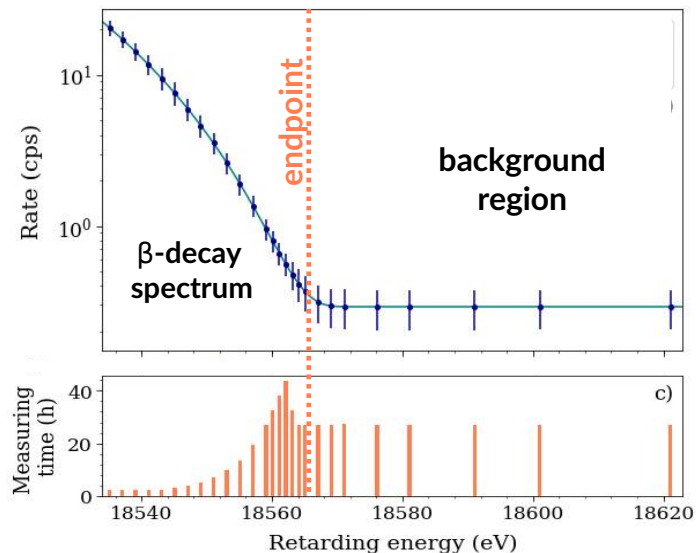 10¹
10⁰
Rate (cps)
endpoint
background
region
β-decay
spectrum
)
c)
40
20
0
Measuring
time (h)
18540
18560
18580
18600
18620
Retarding energy (eV)